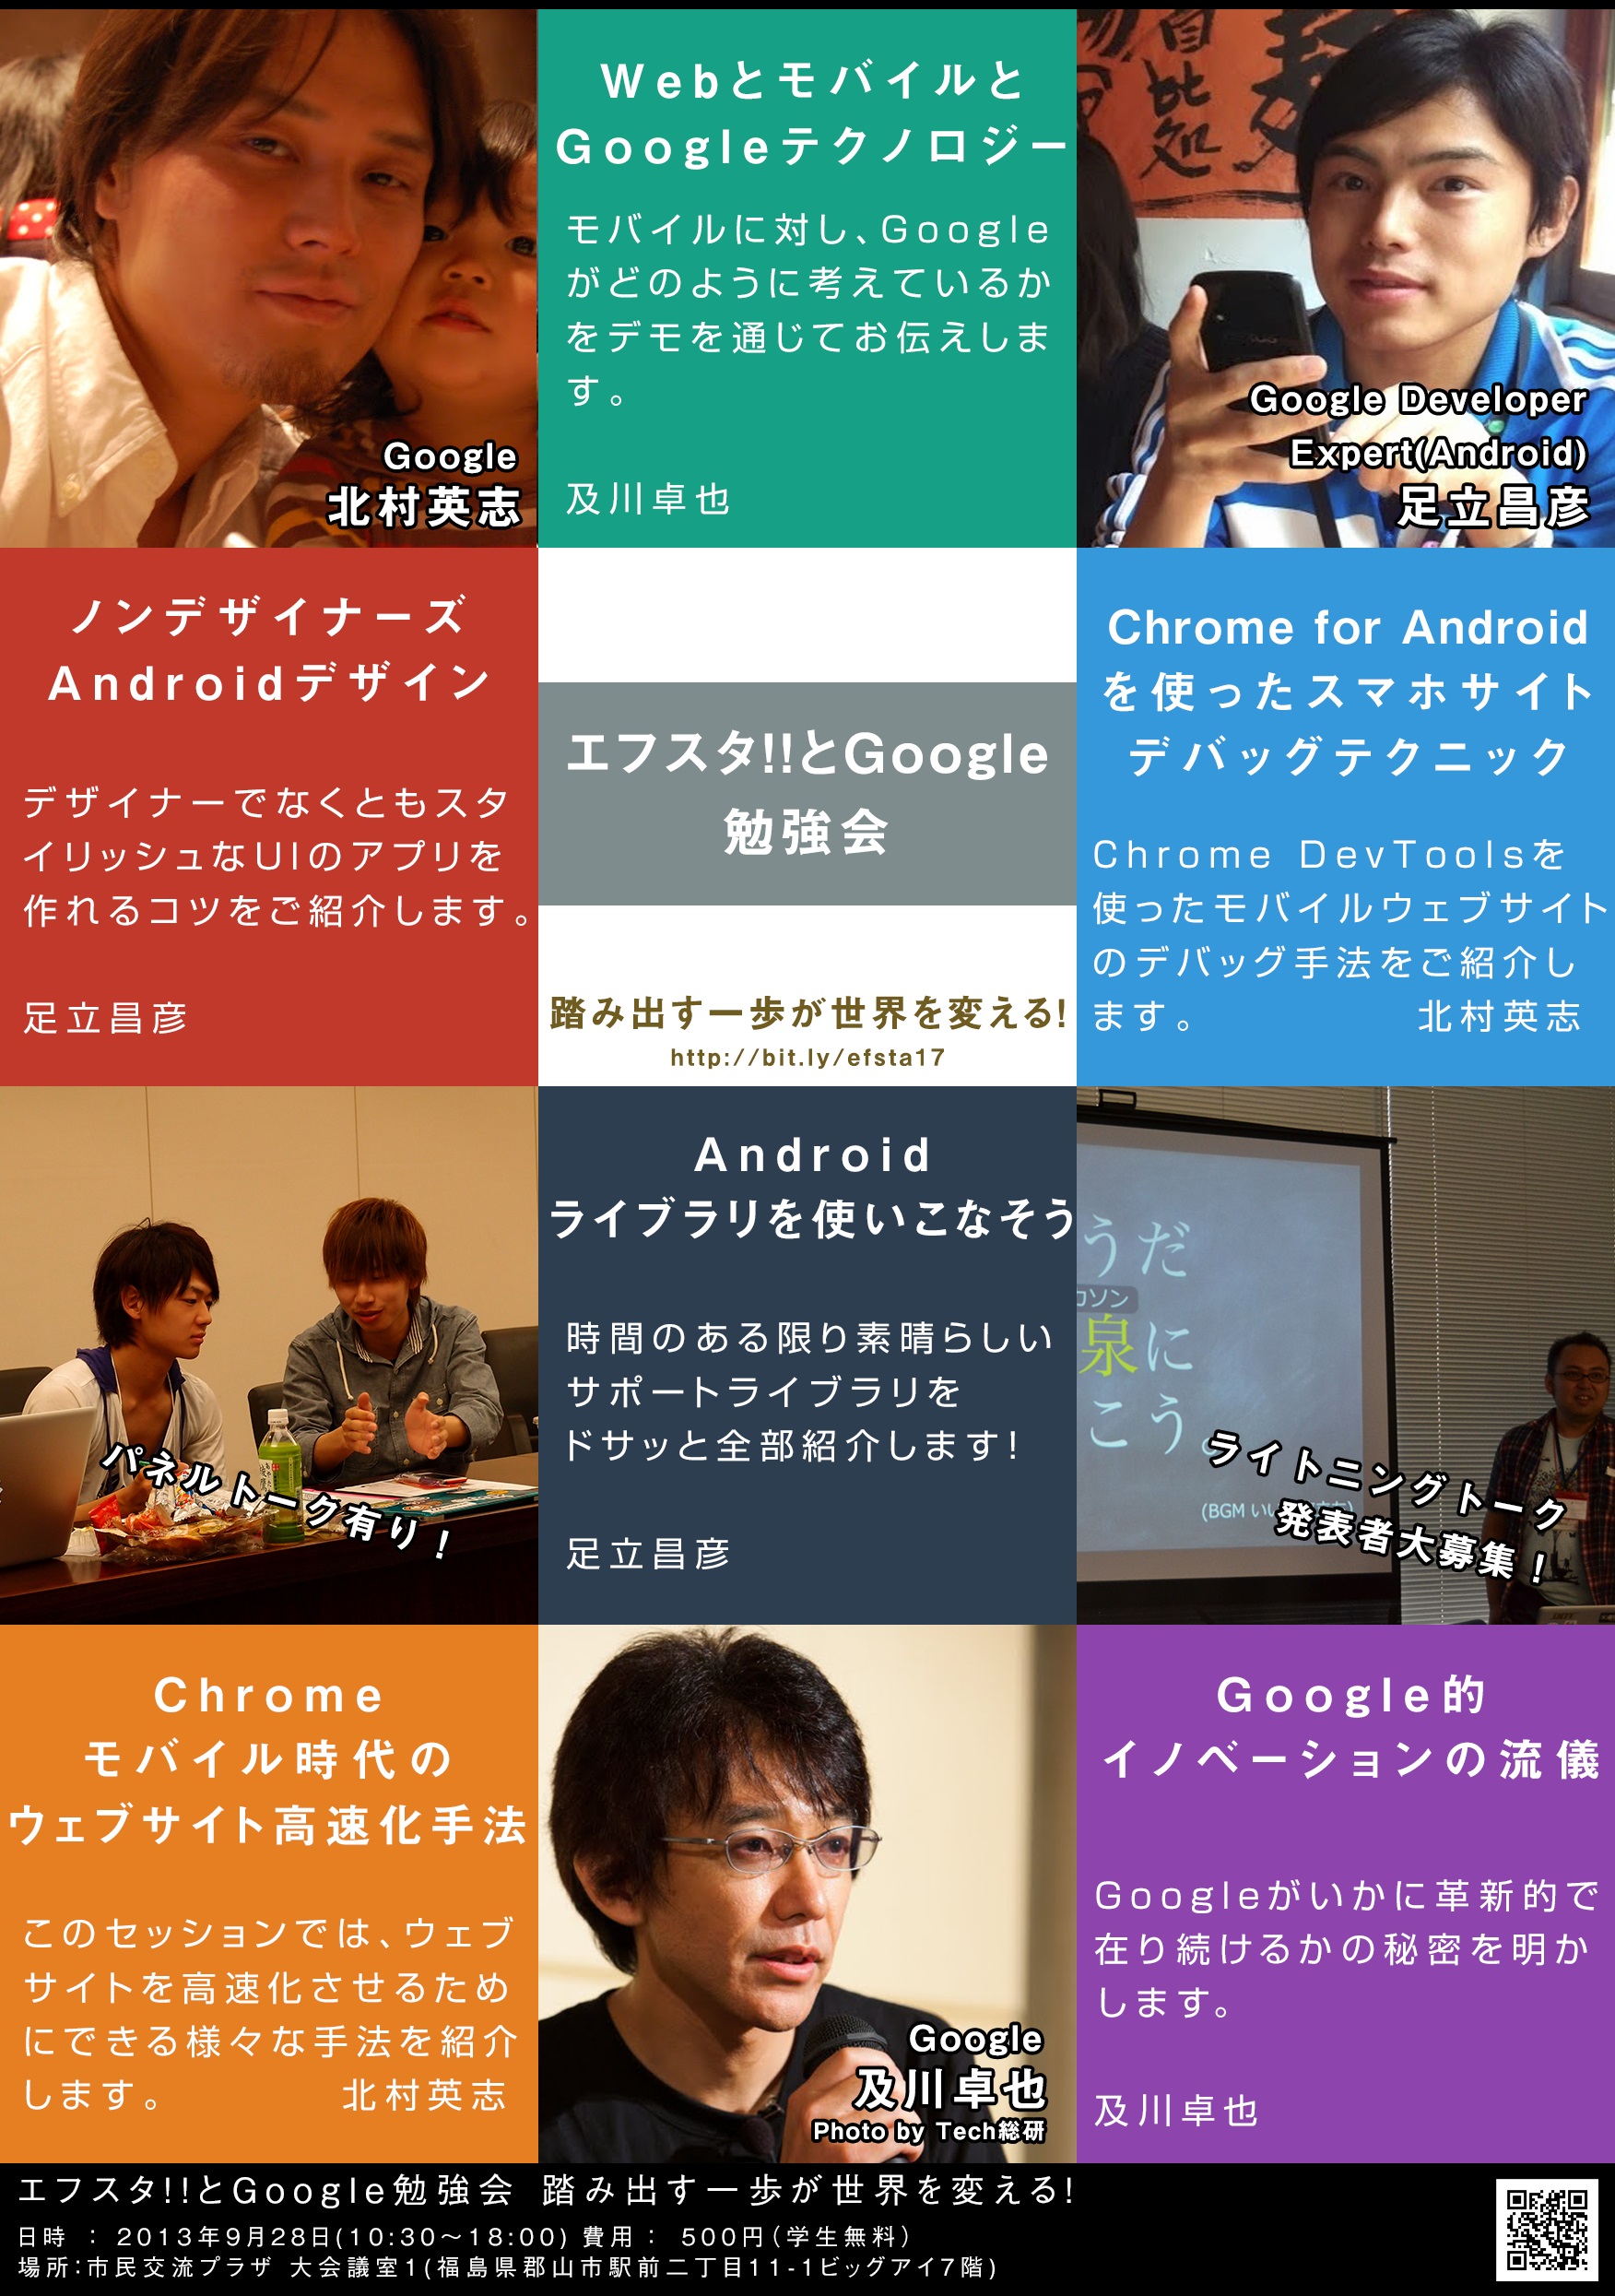 Google
北村英志
Webとモバイルと
Googleテクノロジー
モバイルに対し、Google
がどのように考えているか
をデモを通じてお伝えしま
す。
及川卓也
Google Developer
Expert(Android)
足立昌彦
ノンデザイナーズ
Androidデザイン
デザイナーでなくともスタ
イリッシュなUIのアプリを
作れるコツをご紹介します。
足立昌彦
エフスタ!!とGoogle
勉強会
踏み出す一歩が世界を変える!
http://bit.ly/efsta17
Chrome for Android
を使ったスマホサイト
デバッグテクニック
Chrome DevToolsを
使ったモバイルウェブサイト
のデバッグ手法をご紹介し
ます。 北村英志
パネルトーク有り！
Android
ライブラリを使いこなそう
時間のある限り素晴らしい
サポートライブラリを
ドサッと全部紹介します!
足立昌彦
うだ
カソン
泉に
こう。
(BGM いい
ライトニングトーク
発表者大募集！
Chrome
モバイル時代の
ウェブサイト高速化手法
このセッションでは、ウェブ
サイトを高速化させるため
にできる様々な手法を紹介
します。 北村英志
Google
及川卓也
Photo by Tech総研
Google的
イノベーションの流儀
Googleがいかに革新的で
在り続けるかの秘密を明か
します。
及川卓也
エフスタ!!とGoogle勉強会 踏み出す一歩が世界を変える!
日時 : 2013年9月28日(10:30〜18:00) 費用: 500円(学生無料)
場所:市民交流プラザ 大会議室1(福島県郡山市駅前二丁目11-1ビッグアイ7階)